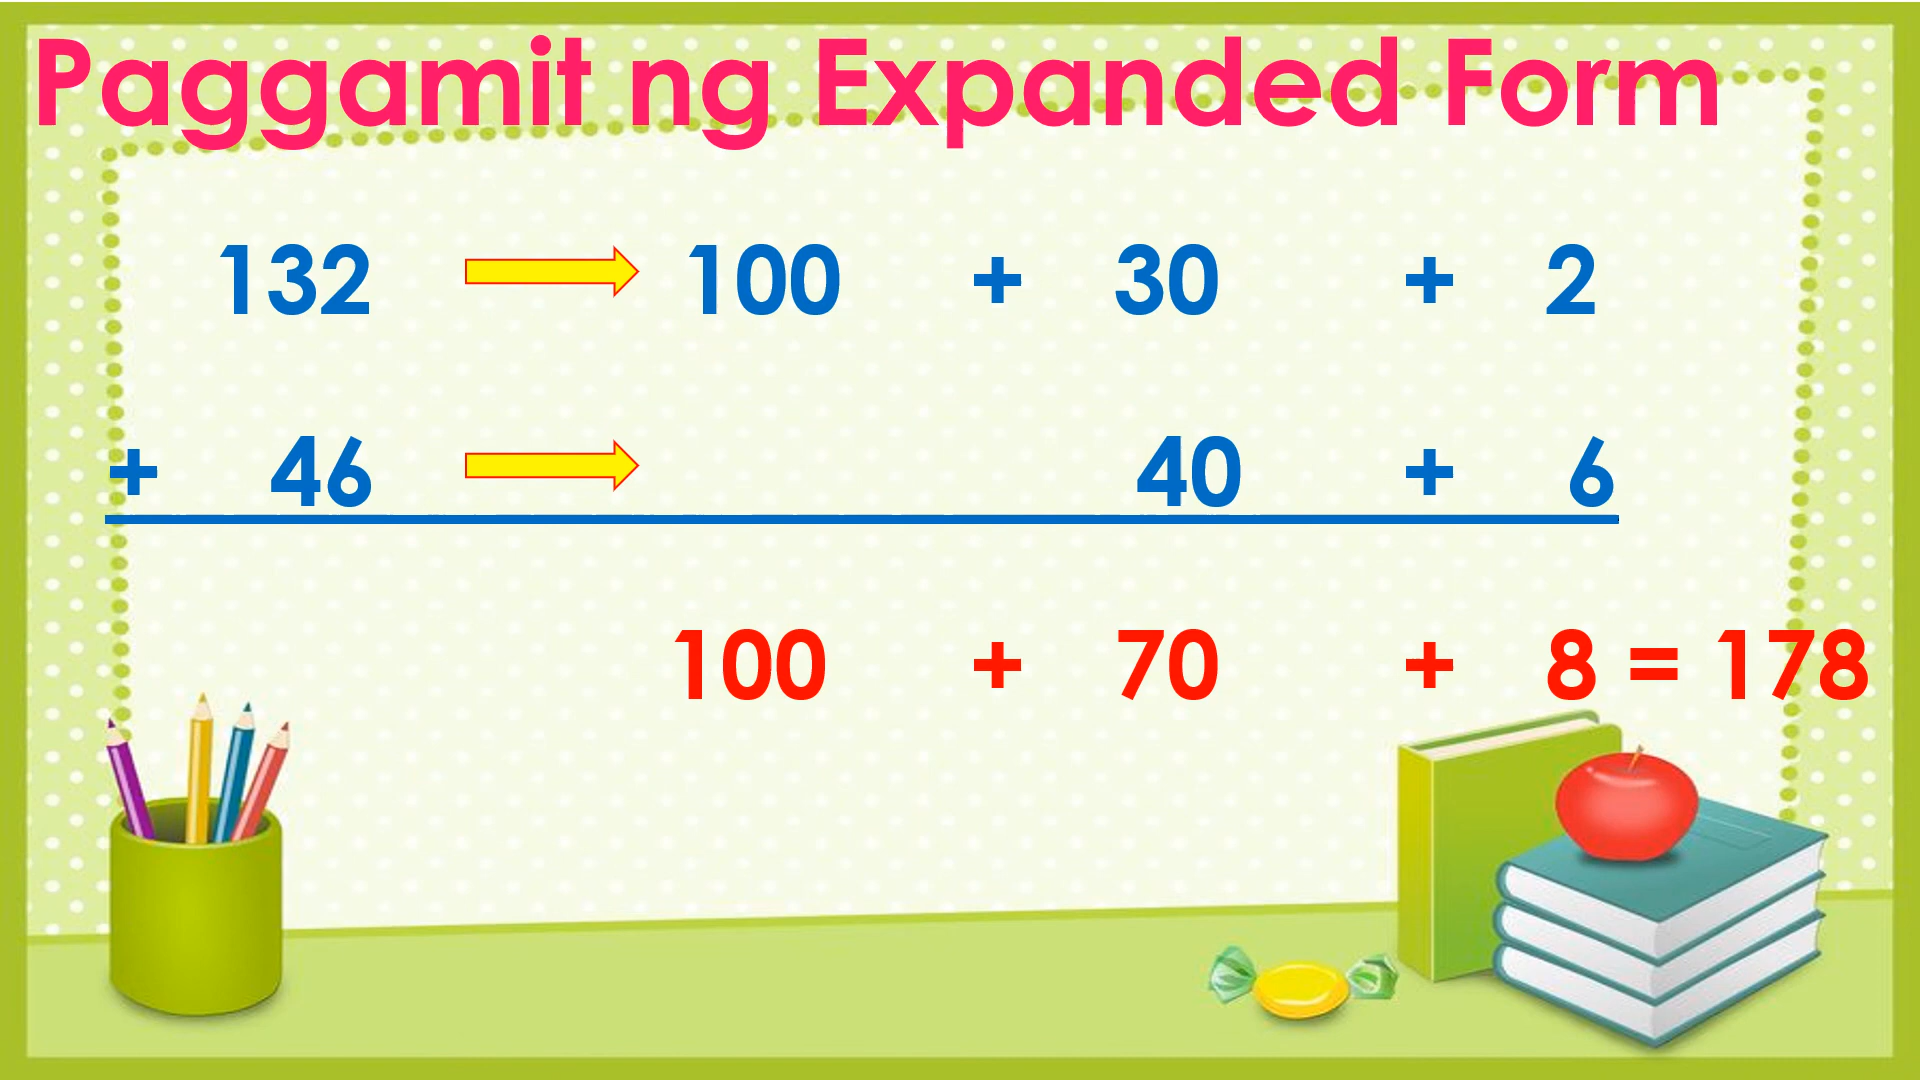 Paggamit ng Expanded Form
132 100 + 30 + 2
+ 46 40 + 6
100 + 70 + 8 = 178